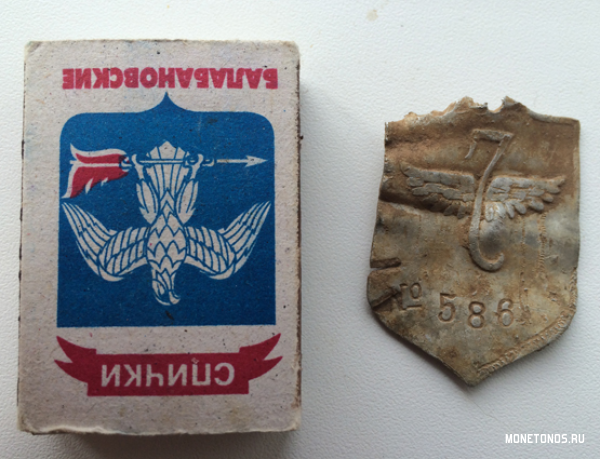 БАЛАБАНОВСКИЕ
СПИЧКИ
№ 586
MONETONOS.RU